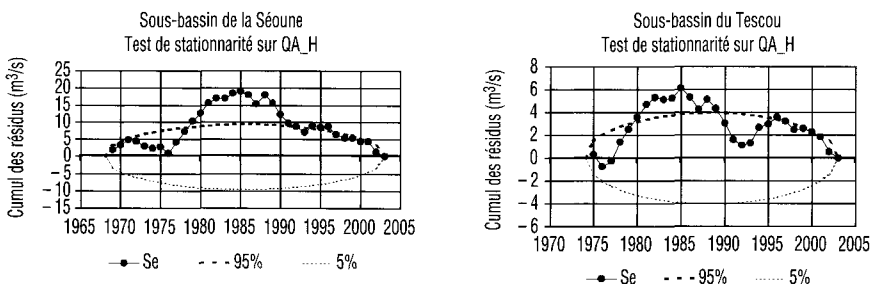 Sous-bassin de la Séoune
Test de stationnarité sur QA_H
Cumul des résidus (m³/s)
25
20
15
10
5
0
– 5
– 10
– 15
1965 1970 1975 1980 1985 1990 1995 2000 2005
Se 95% 5%
Sous-bassin du Tescou
Test de stationnarité sur QA_H
Cumul des résidus (m³/s)
8
6
4
2
0
– 2
– 4
– 6
1970 1975 1980 1985 1990 1995 2000 2005
Se 95% 5%